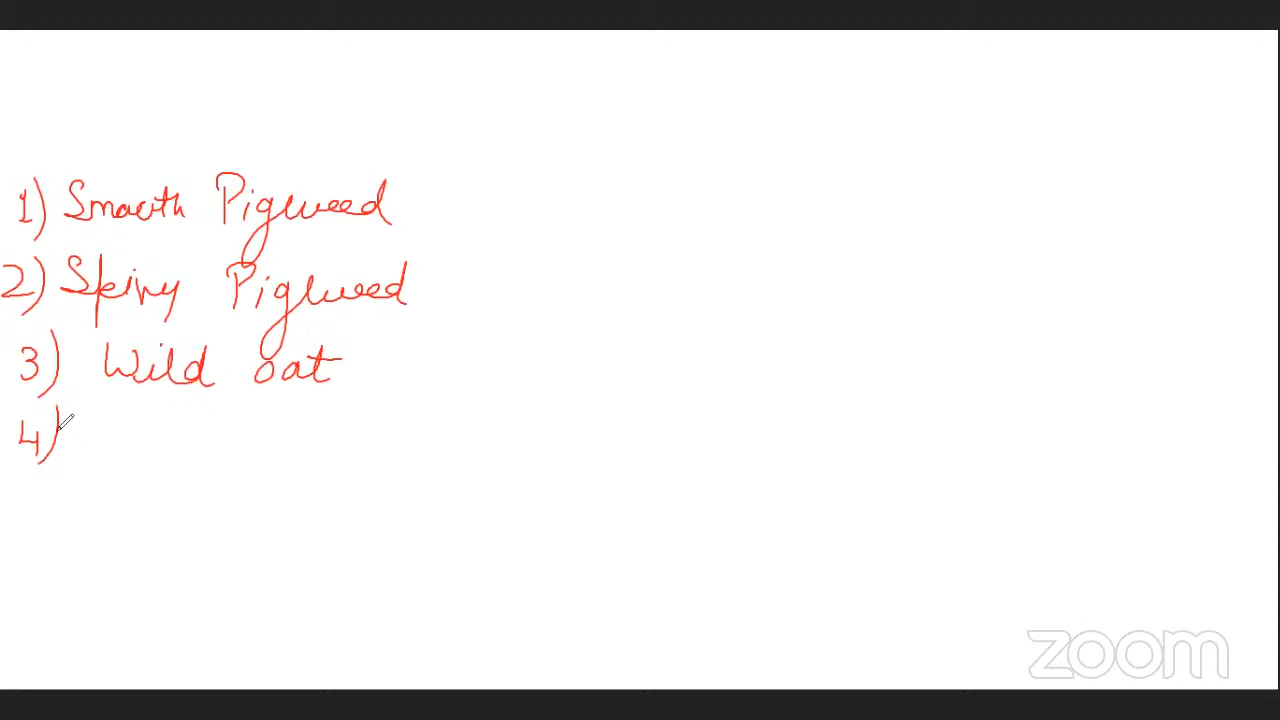 1) Smooth Pigweed
2) Spiny Pigweed
3) Wild oat
4)
zoom